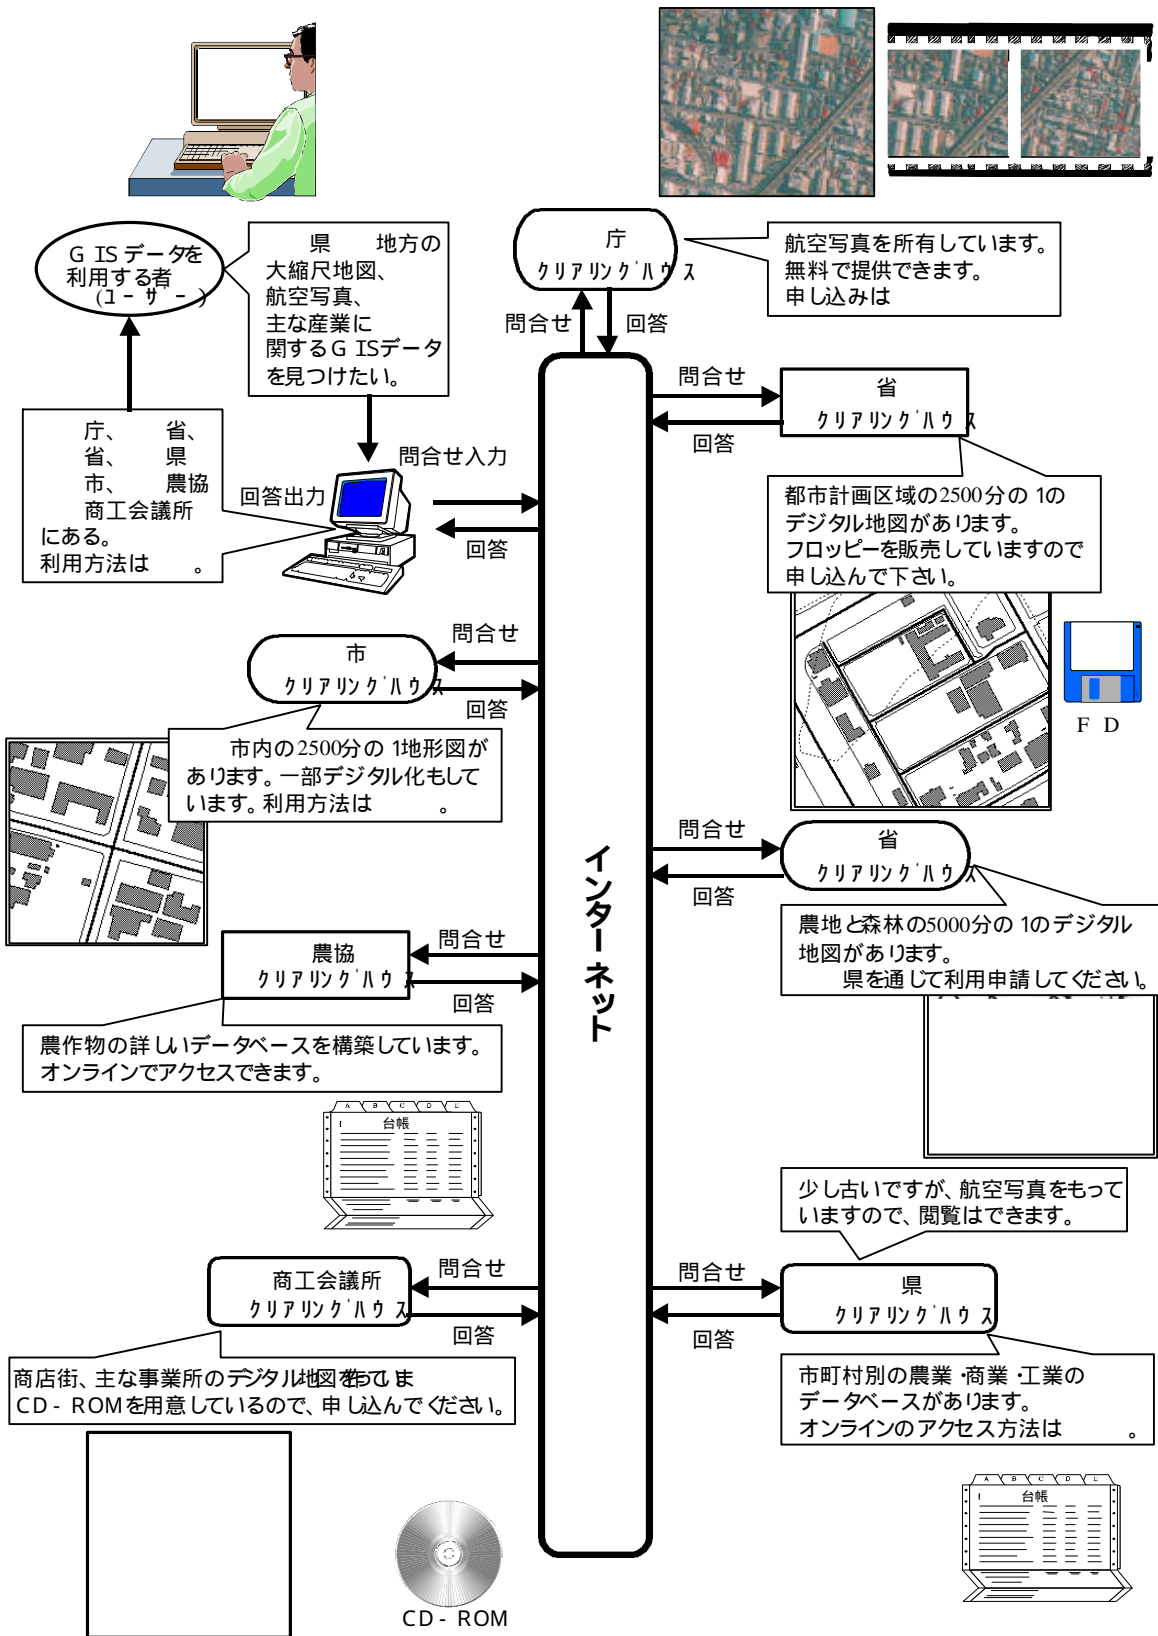 GISデータを
利用する者
(ユーザー)
県　地方の
大縮尺地図、
航空写真、
主な産業に
関するGISデータ
を見つけたい。
庁
クリアリングハウス
航空写真を所有しています。
無料で提供できます。
申し込みは
問合せ
回答
問合せ
回答
省
クリアリングハウス
庁、　省、
省、　県
市、　農協
商工会議所
にある。
利用方法は　。
回答出力
問合せ入力
回答
都市計画区域の2500分の1の
デジタル地図があります。
フロッピーを販売していますので
申し込んで下さい。
FD
問合せ
市
クリアリングハウス
回答
市内の2500分の1地形図が
あります。一部デジタル化もして
います。利用方法は　。
インターネット
問合せ
回答
省
クリアリングハウス
農地と森林の5000分の1のデジタル
地図があります。
県を通じて利用申請してください。
問合せ
農協
クリアリングハウス
回答
農作物の詳しいデータベースを構築しています。
オンラインでアクセスできます。
A B C D E
台帳
少し古いですが、航空写真をもって
いますので、閲覧はできます。
商工会議所
クリアリングハウス
問合せ
回答
問合せ
回答
県
クリアリングハウス
商店街、主な事業所のデジタル地図を作っていま
CD-ROMを用意しているので、申し込んでください。
市町村別の農業・商業・工業の
データベースがあります。
オンラインのアクセス方法は　。
CD-ROM
A B C D E
台帳